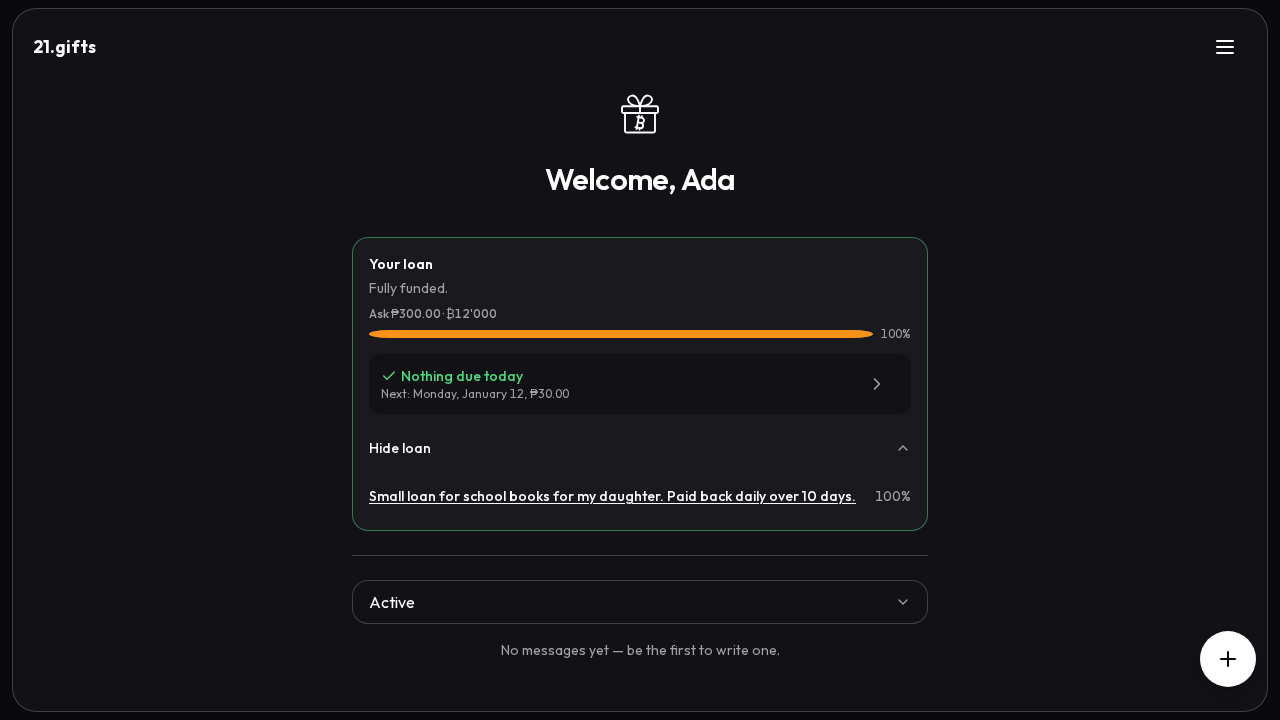 21.gifts
₿
Welcome, Ada
Your loan
Fully funded.
Ask ₱300.00 · ₿12'000
100%
Nothing due today
Next: Monday, January 12, ₱30.00
Hide loan
Small loan for school books for my daughter. Paid back daily over 10 days. 100%
Active
No messages yet — be the first to write one.